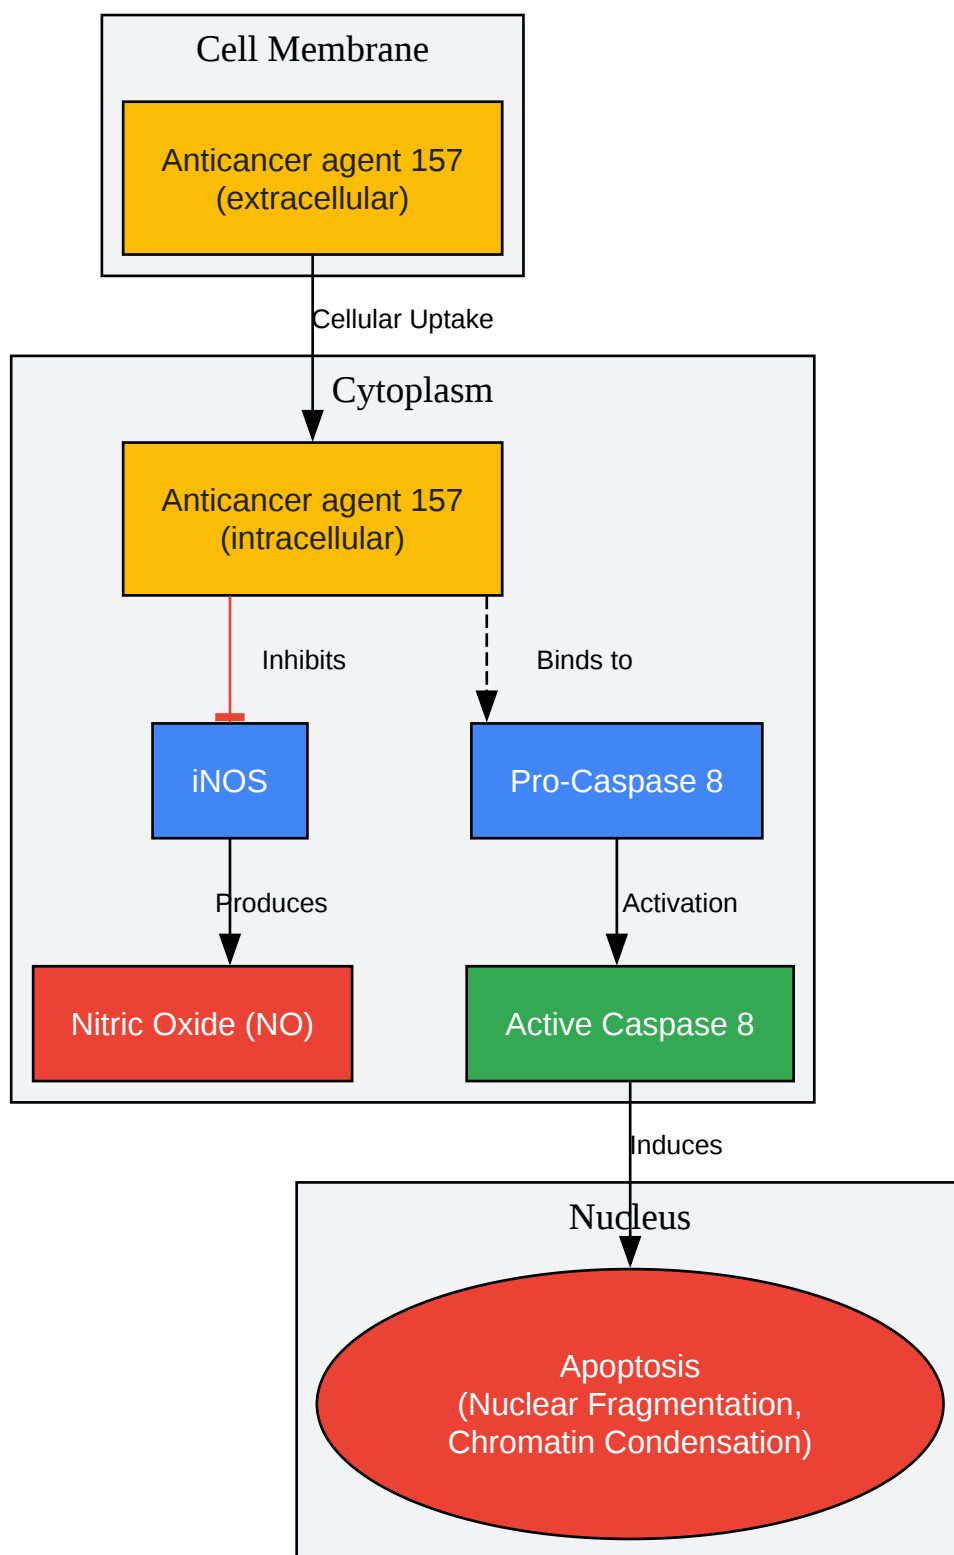 Cell Membrane
Anticancer agent 157
(extracellular)
Cellular Uptake
Cytoplasm
Anticancer agent 157
(intracellular)
Inhibits
Binds to
iNOS
Pro-Caspase 8
Produces
Activation
Nitric Oxide (NO)
Active Caspase 8
Induces
Nucleus
Apoptosis
(Nuclear Fragmentation,
Chromatin Condensation)